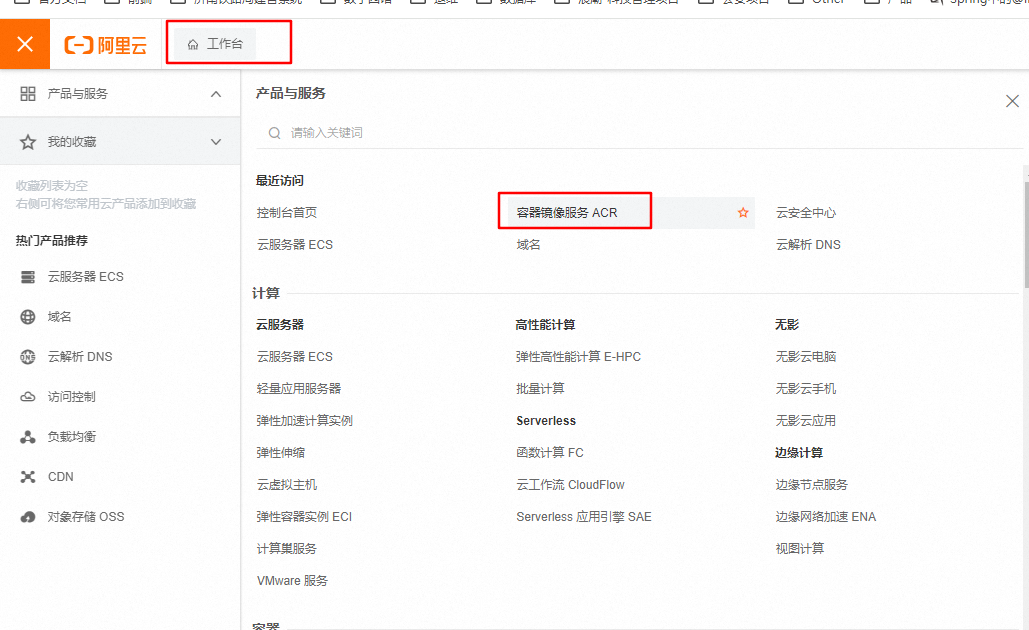 阿里云
工作台
产品与服务
我的收藏
收藏列表为空
右侧可将您常用云产品添加到收藏
热门产品推荐
云服务器 ECS
域名
云解析 DNS
访问控制
负载均衡
CDN
对象存储 OSS
产品与服务
请输入关键词
最近访问
控制台首页
容器镜像服务 ACR
云安全中心
云服务器 ECS
域名
云解析 DNS
计算
云服务器
云服务器 ECS
轻量应用服务器
弹性加速计算实例
弹性伸缩
云虚拟主机
弹性容器实例 ECI
计算巢服务
VMware 服务
高性能计算
弹性高性能计算 E-HPC
批量计算
Serverless
函数计算 FC
云工作流 CloudFlow
Serverless 应用引擎 SAE
无影
无影云电脑
无影云手机
无影云应用
边缘计算
边缘节点服务
边缘网络加速 ENA
视图计算
容器